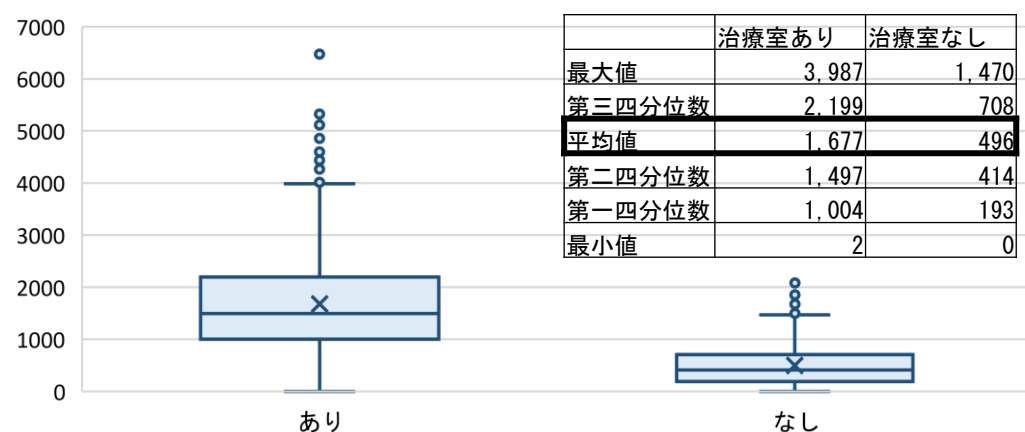 7000
6000
5000
4000
3000
2000
1000
0
あり
なし
治療室あり 治療室なし
最大値 3,987 1,470
第三四分位数 2,199 708
平均値 1,677 496
第二四分位数 1,497 414
第一四分位数 1,004 193
最小値 2 0